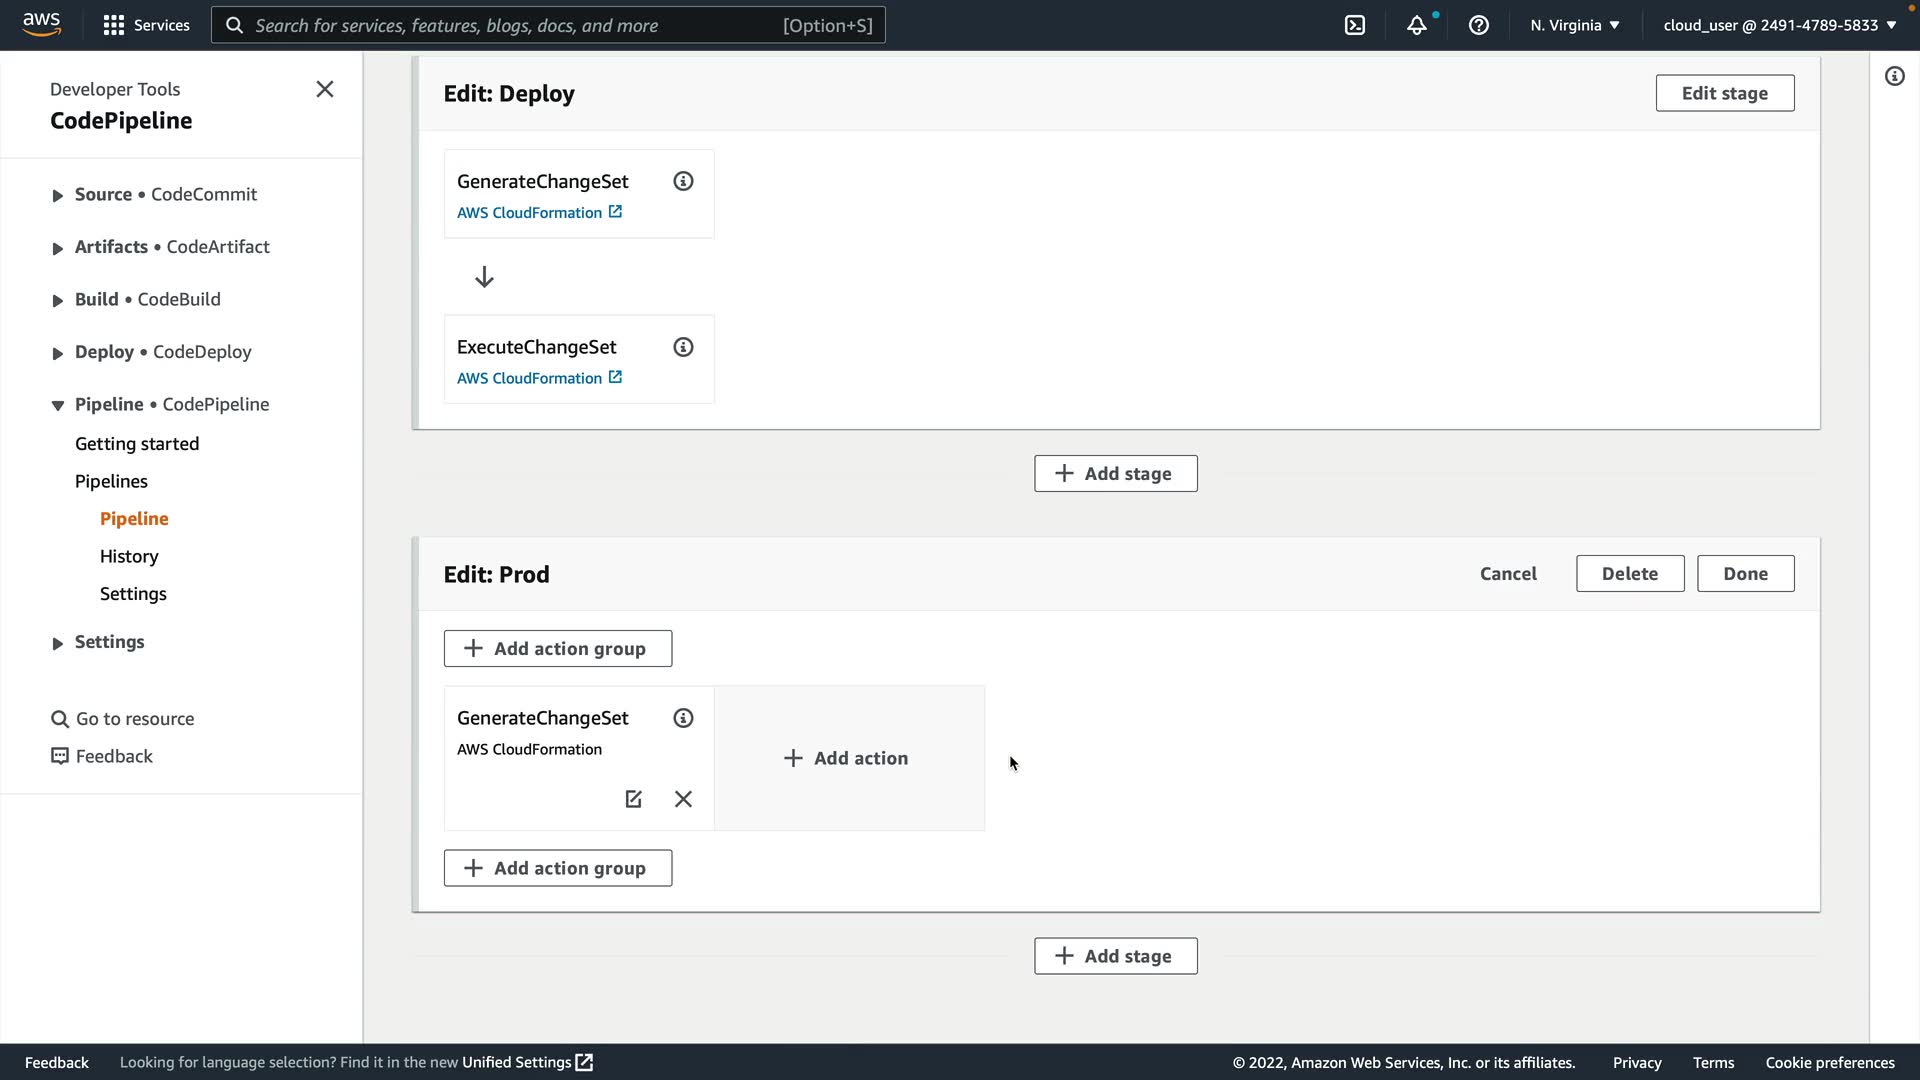 aws
Services
Search for services, features, blogs, docs, and more
[Option+S]
N. Virginia ▼
cloud_user @ 2491-4789-5833 ▼
Developer Tools
CodePipeline
Source • CodeCommit
Artifacts • CodeArtifact
Build • CodeBuild
Deploy • CodeDeploy
Pipeline • CodePipeline
Getting started
Pipelines
Pipeline
History
Settings
Settings
Go to resource
Feedback
Edit: Deploy
Edit stage
GenerateChangeSet
AWS CloudFormation
ExecuteChangeSet
AWS CloudFormation
+ Add stage
Edit: Prod
Cancel
Delete
Done
+ Add action group
GenerateChangeSet
AWS CloudFormation
+ Add action
+ Add action group
+ Add stage
Feedback
Looking for language selection? Find it in the new Unified Settings
© 2022, Amazon Web Services, Inc. or its affiliates.
Privacy
Terms
Cookie preferences